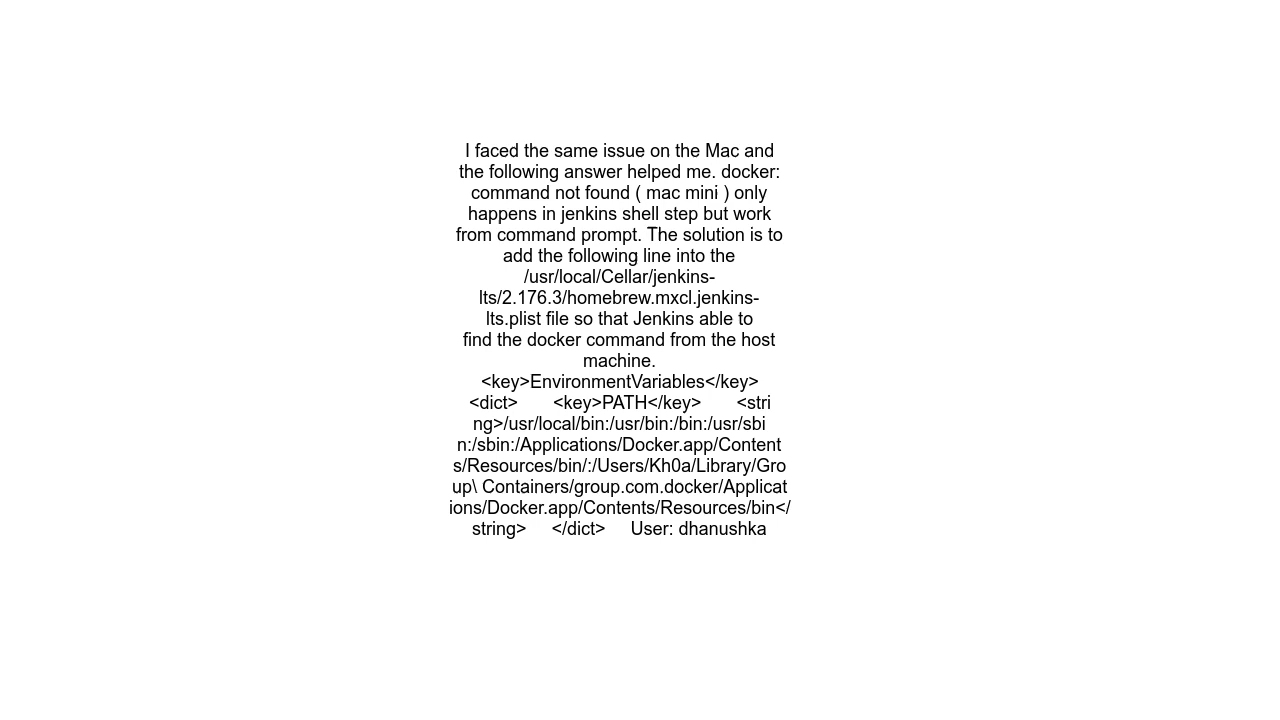 I faced the same issue on the Mac and
the following answer helped me. docker:
command not found ( mac mini ) only
happens in jenkins shell step but work
from command prompt. The solution is to
add the following line into the
/usr/local/Cellar/jenkins-
lts/2.176.3/homebrew.mxcl.jenkins-
lts.plist file so that Jenkins able to
find the docker command from the host
machine.
<key>EnvironmentVariables</key>
<dict>       <key>PATH</key>       <stri
ng>/usr/local/bin:/usr/bin:/bin:/usr/sbi
n:/sbin:/Applications/Docker.app/Content
s/Resources/bin/:/Users/Kh0a/Library/Gro
up\ Containers/group.com.docker/Applicat
ions/Docker.app/Contents/Resources/bin</
string>     </dict>     User: dhanushka